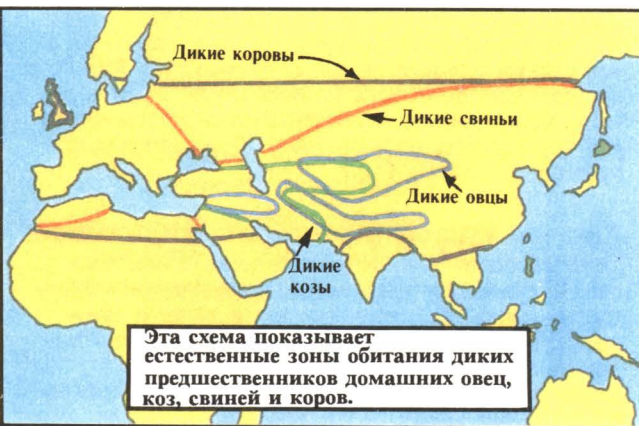 Дикие коровы
Дикие свиньи
Дикие овцы
Дикие
козы
Эта схема показывает
естественные зоны обитания диких
предшественников домашних овец,
коз, свиней и коров.